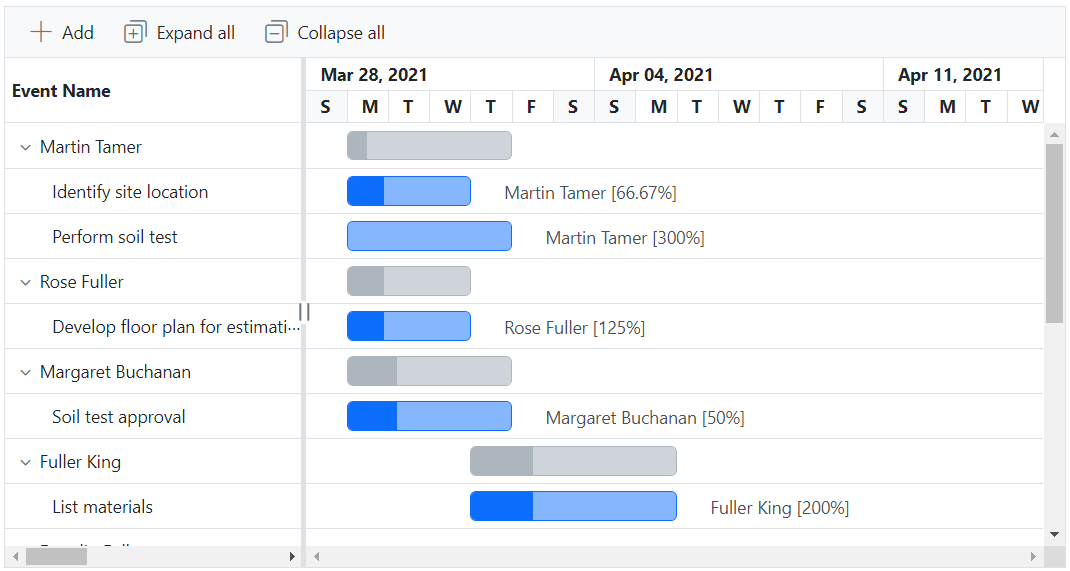 Add Expand all Collapse all
Event Name
Mar 28, 2021 Apr 04, 2021 Apr 11, 2021
S M T W T F S S M T W T F S S M T W
Martin Tamer
Identify site location Martin Tamer [66.67%]
Perform soil test Martin Tamer [300%]
Rose Fuller
Develop floor plan for estimati... Rose Fuller [125%]
Margaret Buchanan
Soil test approval Margaret Buchanan [50%]
Fuller King
List materials Fuller King [200%]